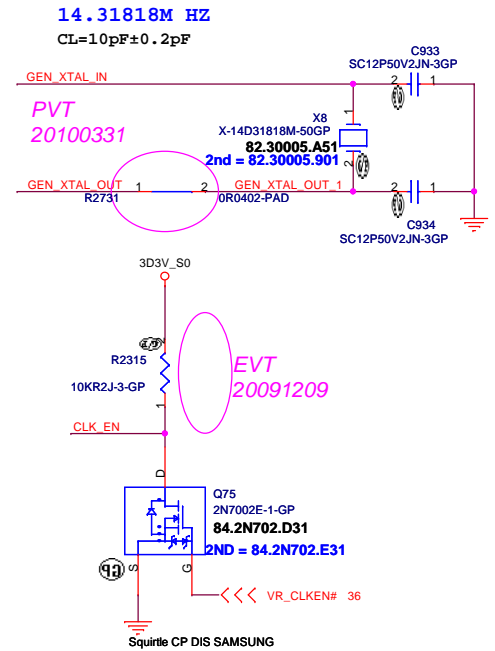 14.31818M HZ
CL=10pF±0.2pF
C933
SC12P50V2JN-3GP
GEN_XTAL_IN
2 1
PVT
20100331
1
X8
X-14D31818M-50GP
82.30005.A51
2nd = 82.30005.901
2
GEN_XTAL_OUT 1 2 GEN_XTAL_OUT_1
2 1
R2731
0R0402-PAD
C934
SC12P50V2JN-3GP
3D3V_S0
2
R2315
10KR2J-3-GP
1
EVT
20091209
CLK_EN
D
Q75
2N7002E-1-GP
84.2N702.D31
2ND = 84.2N702.E31
GP
S
G
VR_CLKEN# 36
Squirtle CP DIS SAMSUNG